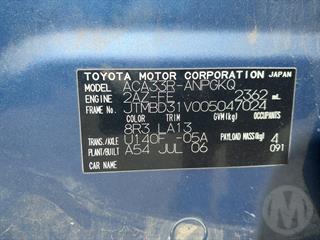 TOYOTA MOTOR CORPORATION JAPAN
MODEL ACA33R-ANPGKQ
ENGINE 2AZ-FE 2362 mL
FRAME No. JTMBD31V005047024
COLOR TRIM GVM(kg)
8R3 LA13
TRANS./AXLE U140F -05A PAYLOAD MASS(kg) 4
PLANT/BUILT A54 JUL 06 091
CAR NAME